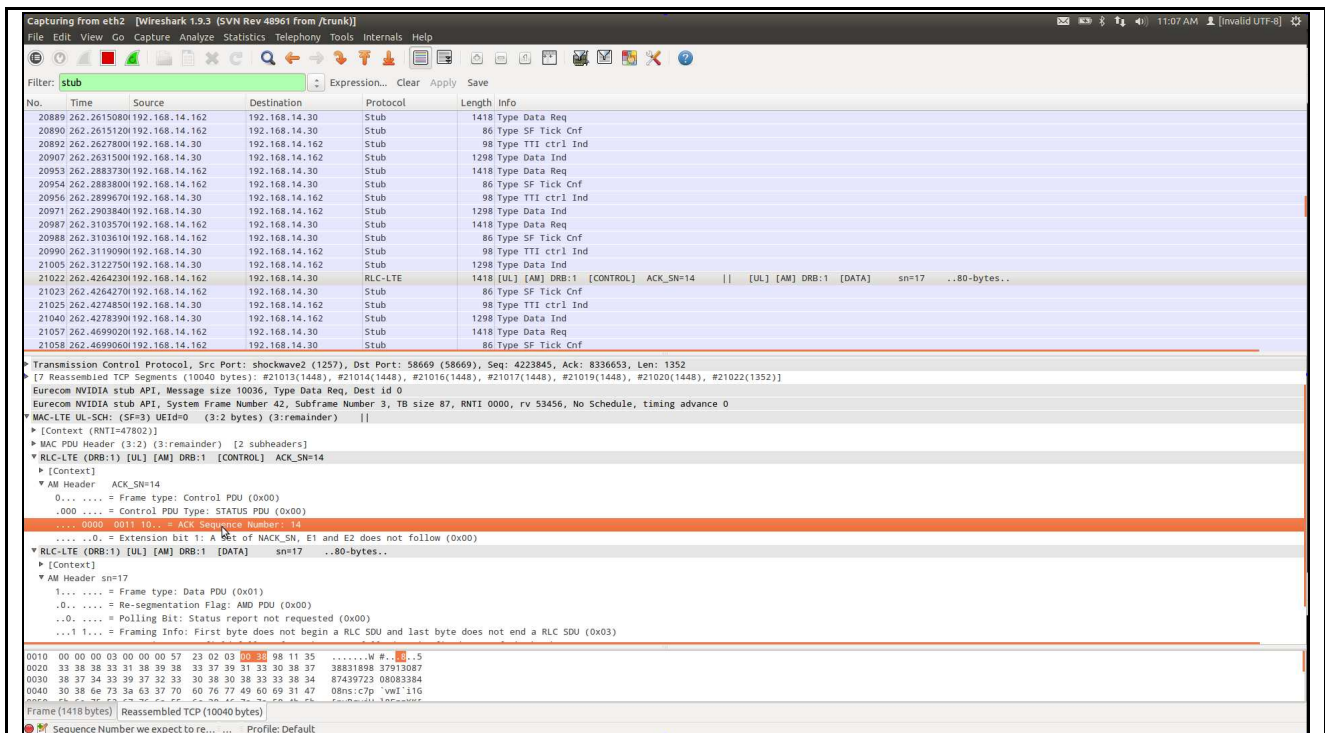 Capturing from eth2 [Wireshark 1.9.3 (SVN Rev 48961 from /trunk)] 11:07 AM [Invalid UTF-8]
File Edit View Go Capture Analyze Statistics Telephony Tools Internals Help
Filter: stub Expression... Clear Apply Save
No. Time Source Destination Protocol Length Info
20889 262.2615080( 192.168.14.162 192.168.14.30 Stub 1418 Type Data Req
20890 262.2615120( 192.168.14.162 192.168.14.30 Stub 86 Type SF Tick Cnf
20892 262.2627800( 192.168.14.30 192.168.14.162 Stub 98 Type TTI ctrl Ind
20907 262.2631500( 192.168.14.30 192.168.14.162 Stub 1298 Type Data Ind
20953 262.2883730( 192.168.14.162 192.168.14.30 Stub 1418 Type Data Req
20954 262.2883800( 192.168.14.162 192.168.14.30 Stub 86 Type SF Tick Cnf
20956 262.2899670( 192.168.14.30 192.168.14.162 Stub 98 Type TTI ctrl Ind
20971 262.2903840( 192.168.14.30 192.168.14.162 Stub 1298 Type Data Ind
20987 262.3103570( 192.168.14.162 192.168.14.30 Stub 1418 Type Data Req
20988 262.3103610( 192.168.14.162 192.168.14.30 Stub 86 Type SF Tick Cnf
20990 262.3119090( 192.168.14.30 192.168.14.162 Stub 98 Type TTI ctrl Ind
21005 262.3122750( 192.168.14.30 192.168.14.162 Stub 1298 Type Data Ind
21022 262.4264230( 192.168.14.162 192.168.14.30 RLC-LTE 1418 [UL] [AM] DRB:1 [CONTROL] ACK_SN=14 || [UL] [AM] DRB:1 [DATA] sn=17 ..80-bytes..
21023 262.4264270( 192.168.14.162 192.168.14.30 Stub 86 Type SF Tick Cnf
21025 262.4274850( 192.168.14.30 192.168.14.162 Stub 98 Type TTI ctrl Ind
21040 262.4278390( 192.168.14.30 192.168.14.162 Stub 1298 Type Data Ind
21057 262.4699020( 192.168.14.162 192.168.14.30 Stub 1418 Type Data Req
21058 262.4699060( 192.168.14.162 192.168.14.30 Stub 86 Type SF Tick Cnf
Transmission Control Protocol, Src Port: shockwave2 (1257), Dst Port: 58669 (58669), Seq: 4223845, Ack: 8336653, Len: 1352
[7 Reassembled TCP Segments (10040 bytes): #21013(1448), #21014(1448), #21016(1448), #21017(1448), #21019(1448), #21020(1448), #21022(1352)]
Eurecom NVIDIA stub API, Message size 10036, Type Data Req, Dest id 0
Eurecom NVIDIA stub API, System Frame Number 42, Subframe Number 3, TB size 87, RNTI 0000, rv 53456, No Schedule, timing advance 0
MAC-LTE UL-SCH: (SF=3) UEId=0 (3:2 bytes) (3:remainder) ||
[Context (RNTI=47802)]
MAC PDU Header (3:2) (3:remainder) [2 subheaders]
RLC-LTE (DRB:1) [UL] [AM] DRB:1 [CONTROL] ACK_SN=14
[Context]
AM Header ACK_SN=14
0... .... = Frame type: Control PDU (0x00)
.000 .... = Control PDU Type: STATUS PDU (0x00)
.... 0000 0011 10.. = ACK Sequence Number: 14
.... ..0. = Extension bit 1: A set of NACK_SN, E1 and E2 does not follow (0x00)
RLC-LTE (DRB:1) [UL] [AM] DRB:1 [DATA] sn=17 ..80-bytes..
[Context]
AM Header sn=17
1... .... = Frame type: Data PDU (0x01)
.0.. .... = Re-segmentation Flag: AMD PDU (0x00)
..0. .... = Polling Bit: Status report not requested (0x00)
...1 1... = Framing Info: First byte does not begin a RLC SDU and last byte does not end a RLC SDU (0x03)
0010 00 00 00 03 00 00 00 57 23 02 03 00 38 98 11 35 .......W #..8..5
0020 33 38 38 33 31 38 39 38 33 37 39 31 33 30 38 37 38831898 37913087
0030 38 37 34 33 39 37 32 33 30 38 30 38 33 33 38 34 87439723 08083384
0040 30 38 6e 73 3a 63 37 70 60 76 77 49 60 69 31 47 08ns:c7p `vwI`i1G
Frame (1418 bytes) Reassembled TCP (10040 bytes)
Sequence Number we expect to re... ... Profile: Default